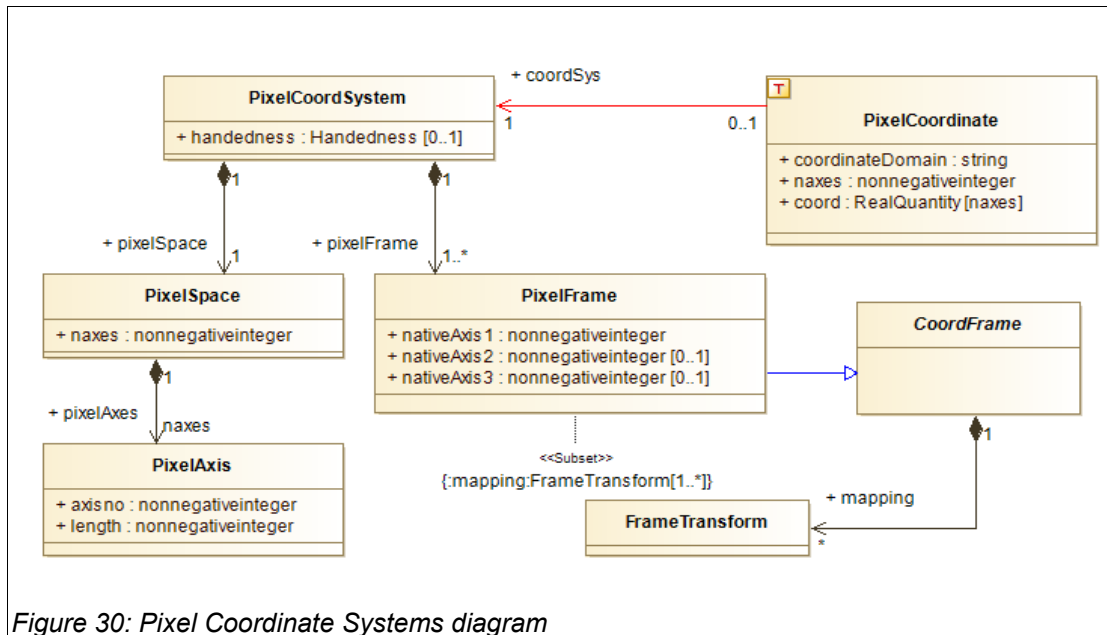 + coordSys
1
0..1
PixelCoordSystem
+ handedness : Handedness [0..1]
T
PixelCoordinate
+ coordinateDomain : string
+ naxes : nonnegativeinteger
+ coord : RealQuantity[naxes]
1
1
+ pixelSpace
1
+ pixelFrame
1..*
PixelSpace
+ naxes : nonnegativeinteger
1
+ pixelAxes
naxes
PixelFrame
+ nativeAxis1 : nonnegativeinteger
+ nativeAxis2 : nonnegativeinteger [0..1]
+ nativeAxis3 : nonnegativeinteger [0..1]
CoordFrame
1
PixelAxis
+ axisno : nonnegativeinteger
+ length : nonnegativeinteger
<<Subset>>
{:mapping:FrameTransform[1..*]}
+ mapping
*
FrameTransform
Figure 30: Pixel Coordinate Systems diagram